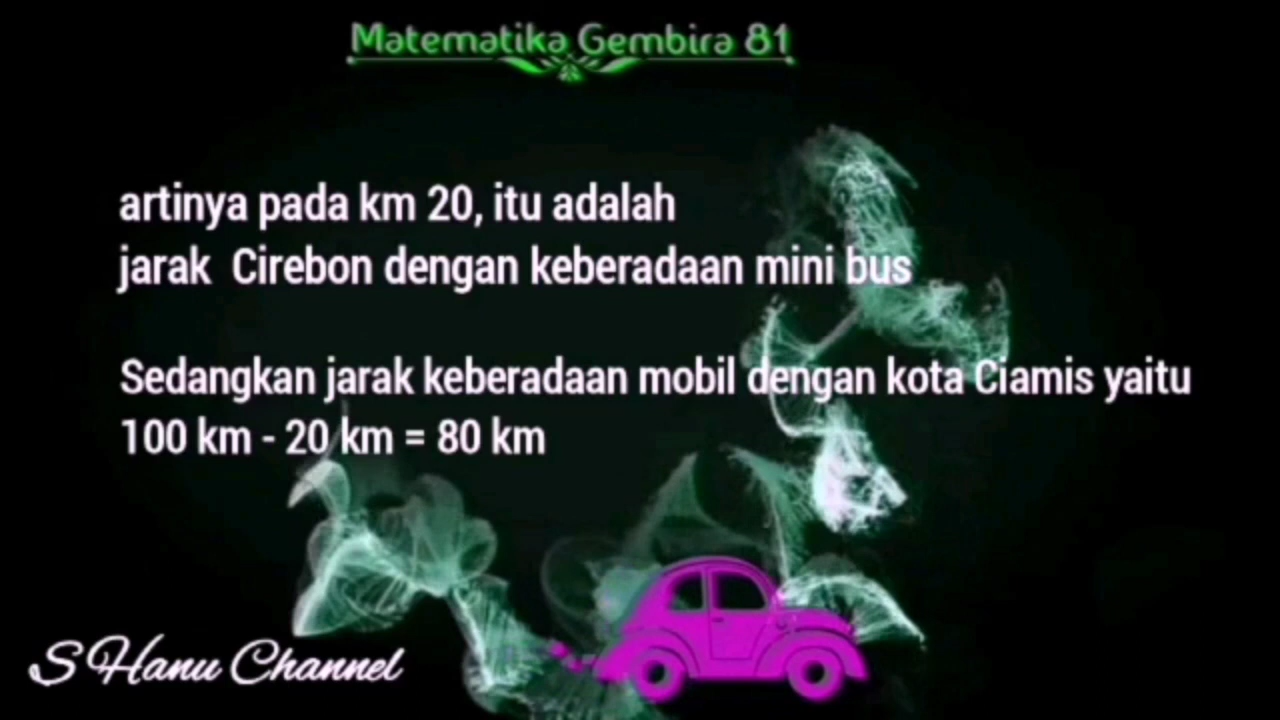 Matematika Gembira 81
artinya pada km 20, itu adalah
jarak Cirebon dengan keberadaan mini bus
Sedangkan jarak keberadaan mobil dengan kota Ciamis yaitu
100 km - 20 km = 80 km
S Hanu Channel